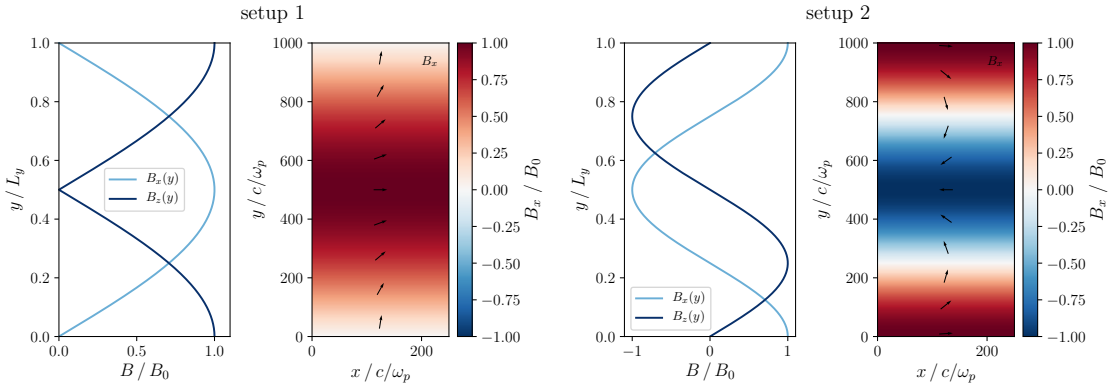 setup 1
setup 2
1.0
0.8
0.6
0.4
0.2
0.0
y / L_y
B_x(y)
B_z(y)
0.0
0.5
1.0
B / B_0
1000
800
600
400
200
0
y / c/ω_p
B_x
0
200
x / c/ω_p
1.00
0.75
0.50
0.25
0.00
−0.25
−0.50
−0.75
−1.00
B_x / B_0
1.0
0.8
0.6
0.4
0.2
0.0
y / L_y
B_x(y)
B_z(y)
−1
0
1
B / B_0
1000
800
600
400
200
0
y / c/ω_p
B_x
0
200
x / c/ω_p
1.00
0.75
0.50
0.25
0.00
−0.25
−0.50
−0.75
−1.00
B_x / B_0